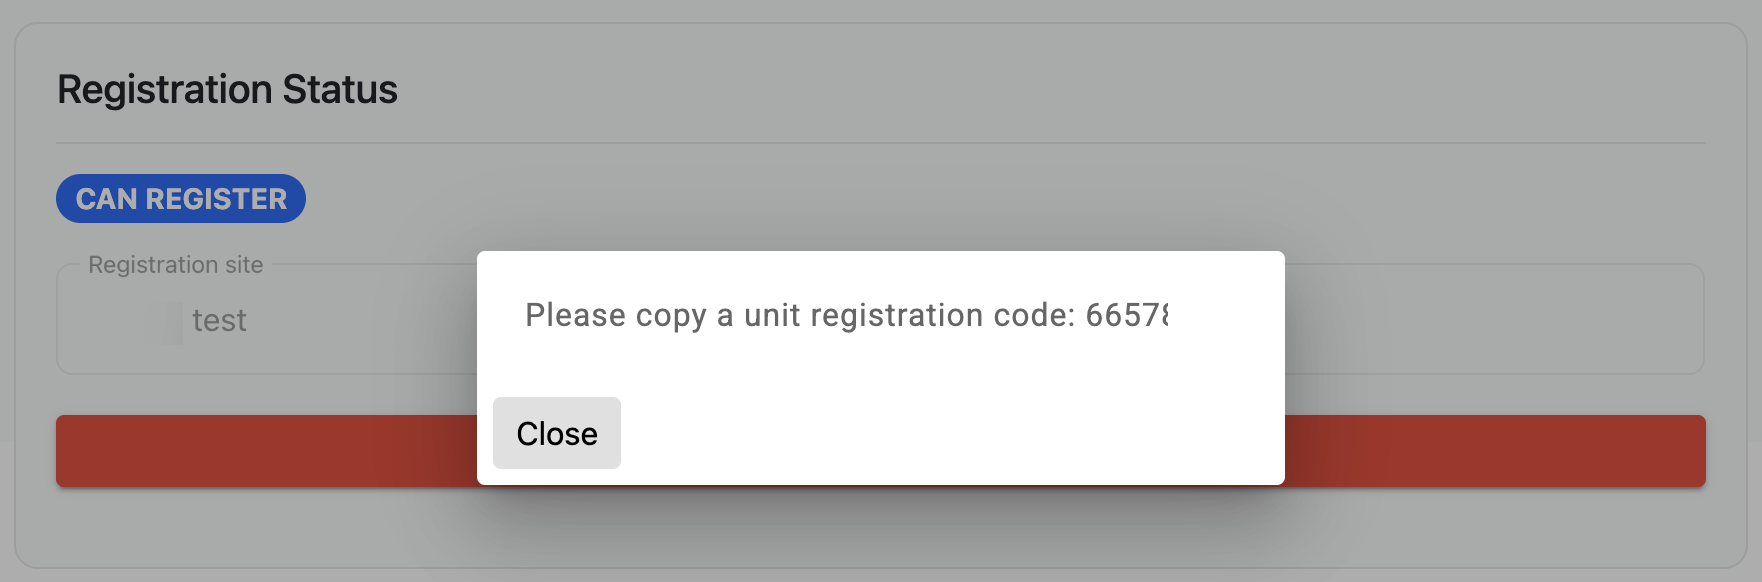 Registration Status
CAN REGISTER
Registration site
test
Please copy a unit registration code: 6657
Close